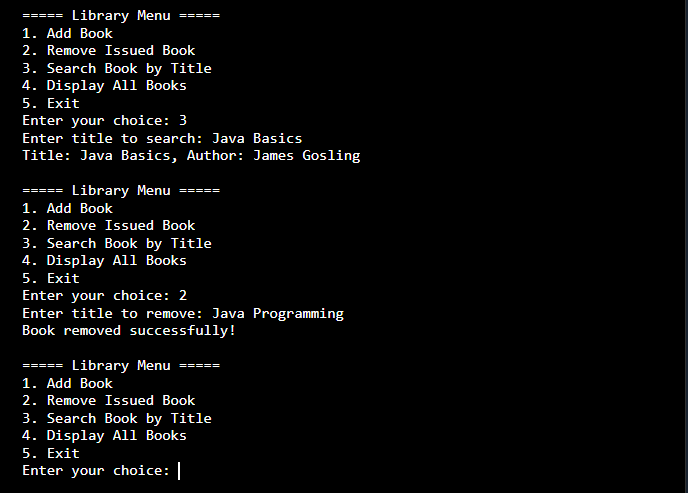 ===== Library Menu =====
1. Add Book
2. Remove Issued Book
3. Search Book by Title
4. Display All Books
5. Exit
Enter your choice: 3
Enter title to search: Java Basics
Title: Java Basics, Author: James Gosling

===== Library Menu =====
1. Add Book
2. Remove Issued Book
3. Search Book by Title
4. Display All Books
5. Exit
Enter your choice: 2
Enter title to remove: Java Programming
Book removed successfully!

===== Library Menu =====
1. Add Book
2. Remove Issued Book
3. Search Book by Title
4. Display All Books
5. Exit
Enter your choice: